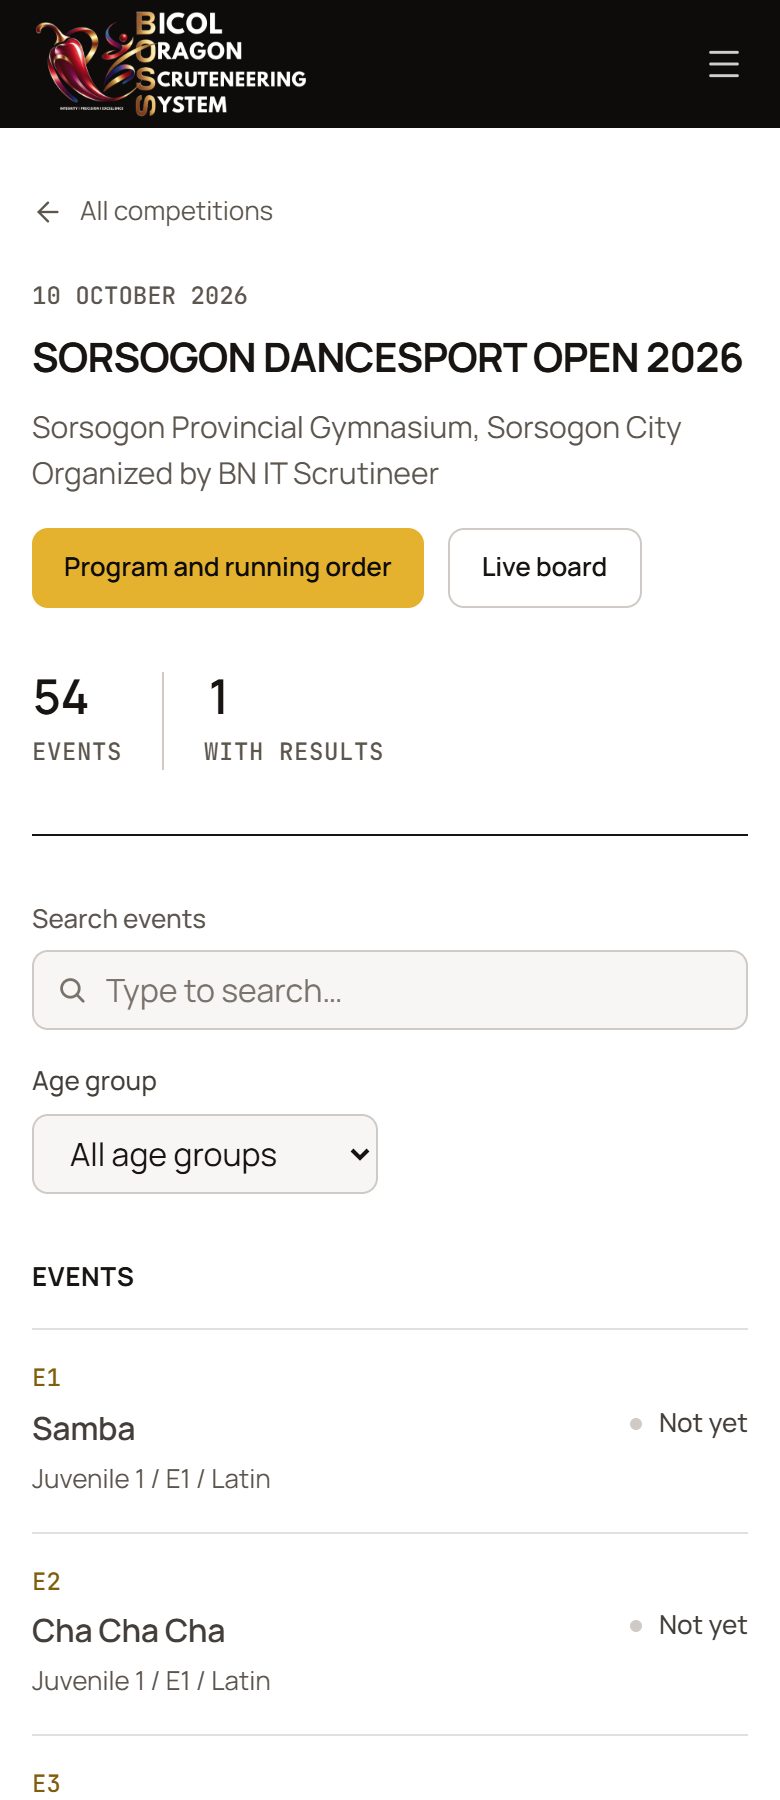 BICOL
DRAGON
SCRUTENEERING
SYSTEM
INTEGRITY | PRECISION | EXCELLENCE
All competitions
10 OCTOBER 2026
SORSOGON DANCESPORT OPEN 2026
Sorsogon Provincial Gymnasium, Sorsogon City
Organized by BN IT Scrutineer
Program and running order
Live board
54
EVENTS
1
WITH RESULTS
Search events
Type to search...
Age group
All age groups
EVENTS
E1
Samba
Not yet
Juvenile 1 / E1 / Latin
E2
Cha Cha Cha
Not yet
Juvenile 1 / E1 / Latin
E3